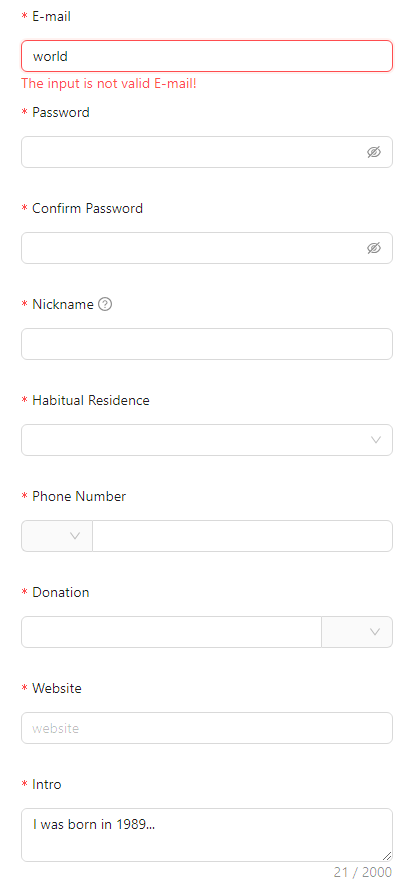 * E-mail
world
The input is not valid E-mail!
* Password
* Confirm Password
* Nickname
* Habitual Residence
* Phone Number
* Donation
* Website
website
* Intro
I was born in 1989...
21 / 2000